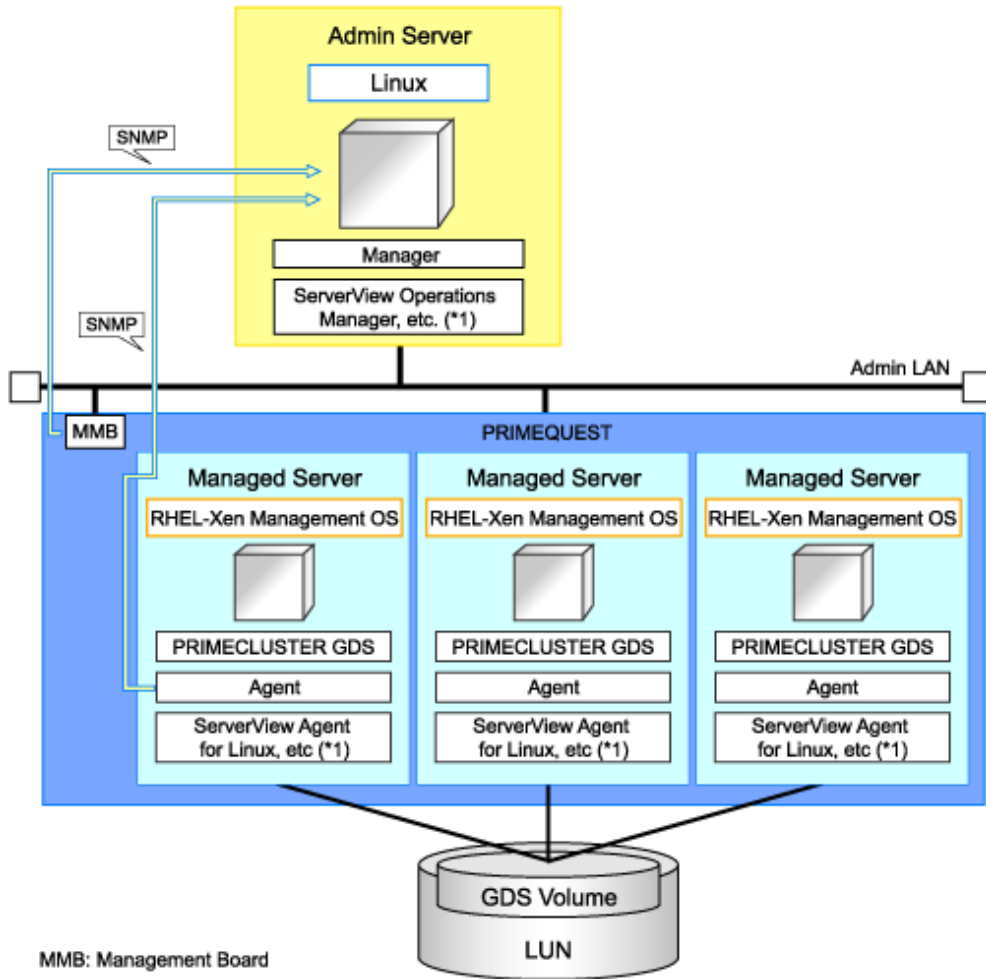 Admin Server
Linux
SNMP
Manager
ServerView Operations
Manager, etc. (*1)
SNMP
Admin LAN
MMB
PRIMEQUEST
Managed Server
Managed Server
Managed Server
RHEL-Xen Management OS
RHEL-Xen Management OS
RHEL-Xen Management OS
PRIMECLUSTER GDS
PRIMECLUSTER GDS
PRIMECLUSTER GDS
Agent
Agent
Agent
ServerView Agent
for Linux, etc (*1)
ServerView Agent
for Linux, etc (*1)
ServerView Agent
for Linux, etc (*1)
GDS Volume
LUN
MMB: Management Board